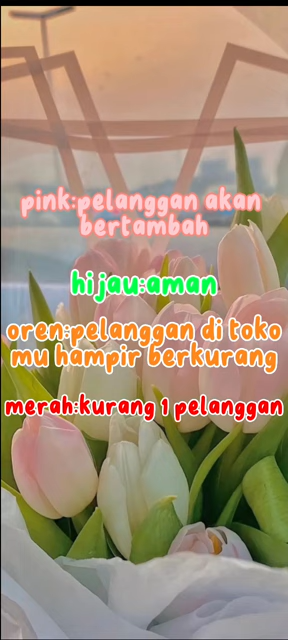 pink:pelanggan akan
bertambah
hijau:aman
oren:pelanggan di toko
mu hampir berkurang
merah:kurang 1 pelanggan